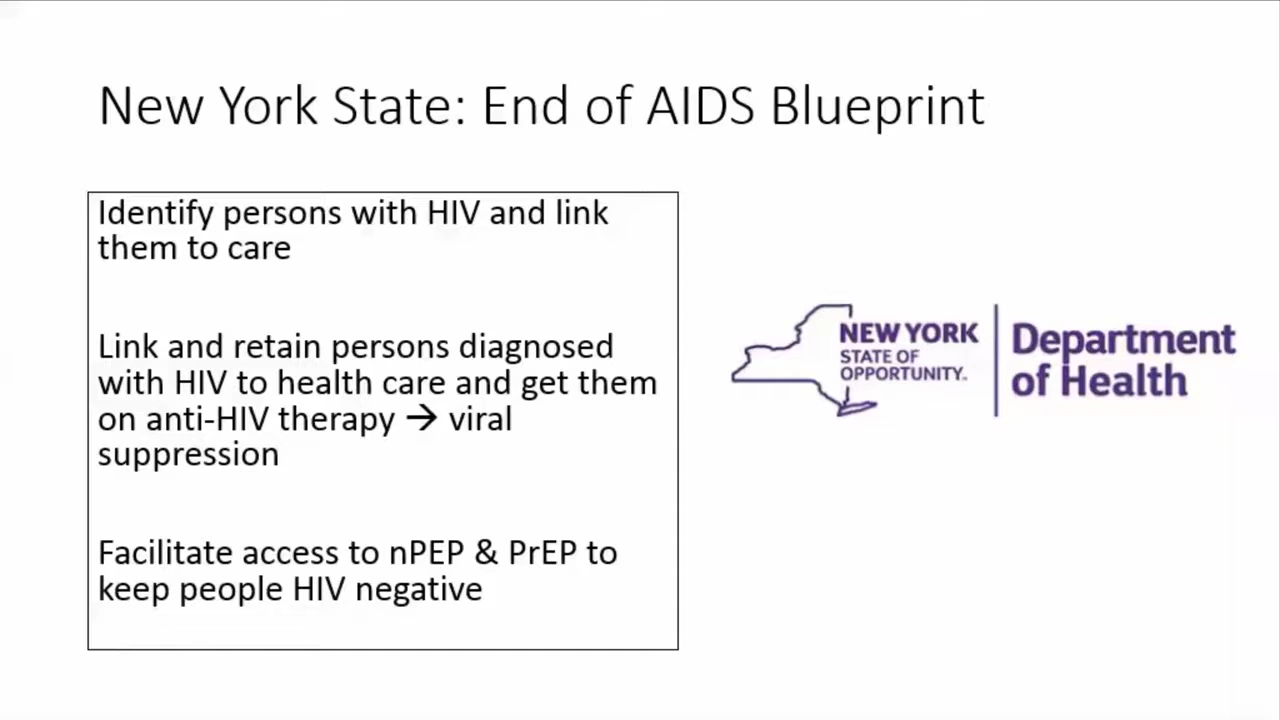 New York State: End of AIDS Blueprint
Identify persons with HIV and link
them to care
Link and retain persons diagnosed
with HIV to health care and get them
on anti-HIV therapy → viral
suppression
Facilitate access to nPEP & PrEP to
keep people HIV negative
NEW YORK
STATE OF
OPPORTUNITY.
Department
of Health